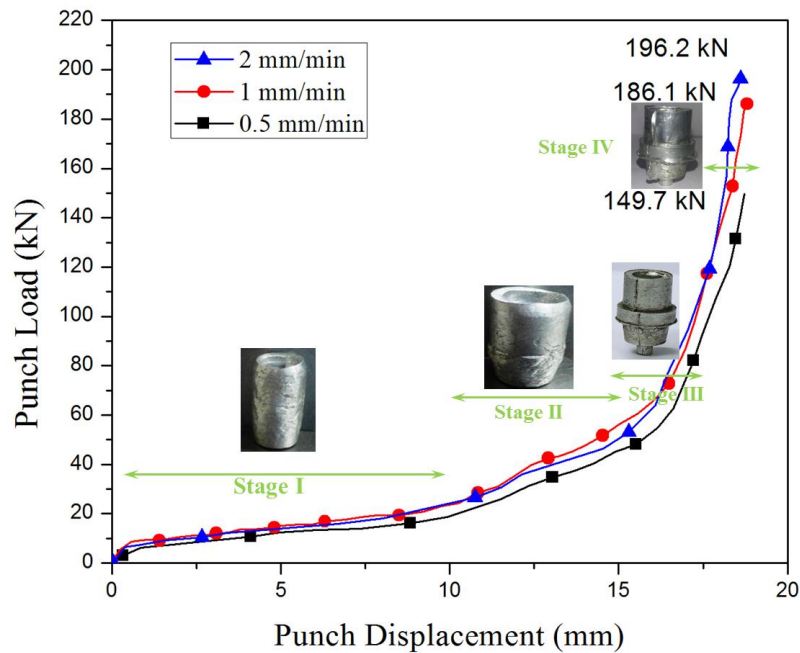 220
200
180
160
140
120
100
80
60
40
20
0
Punch Load (kN)
2 mm/min
1 mm/min
0.5 mm/min
196.2 kN
186.1 kN
Stage IV
149.7 kN
Stage I
Stage II
Stage III
0 5 10 15 20
Punch Displacement (mm)